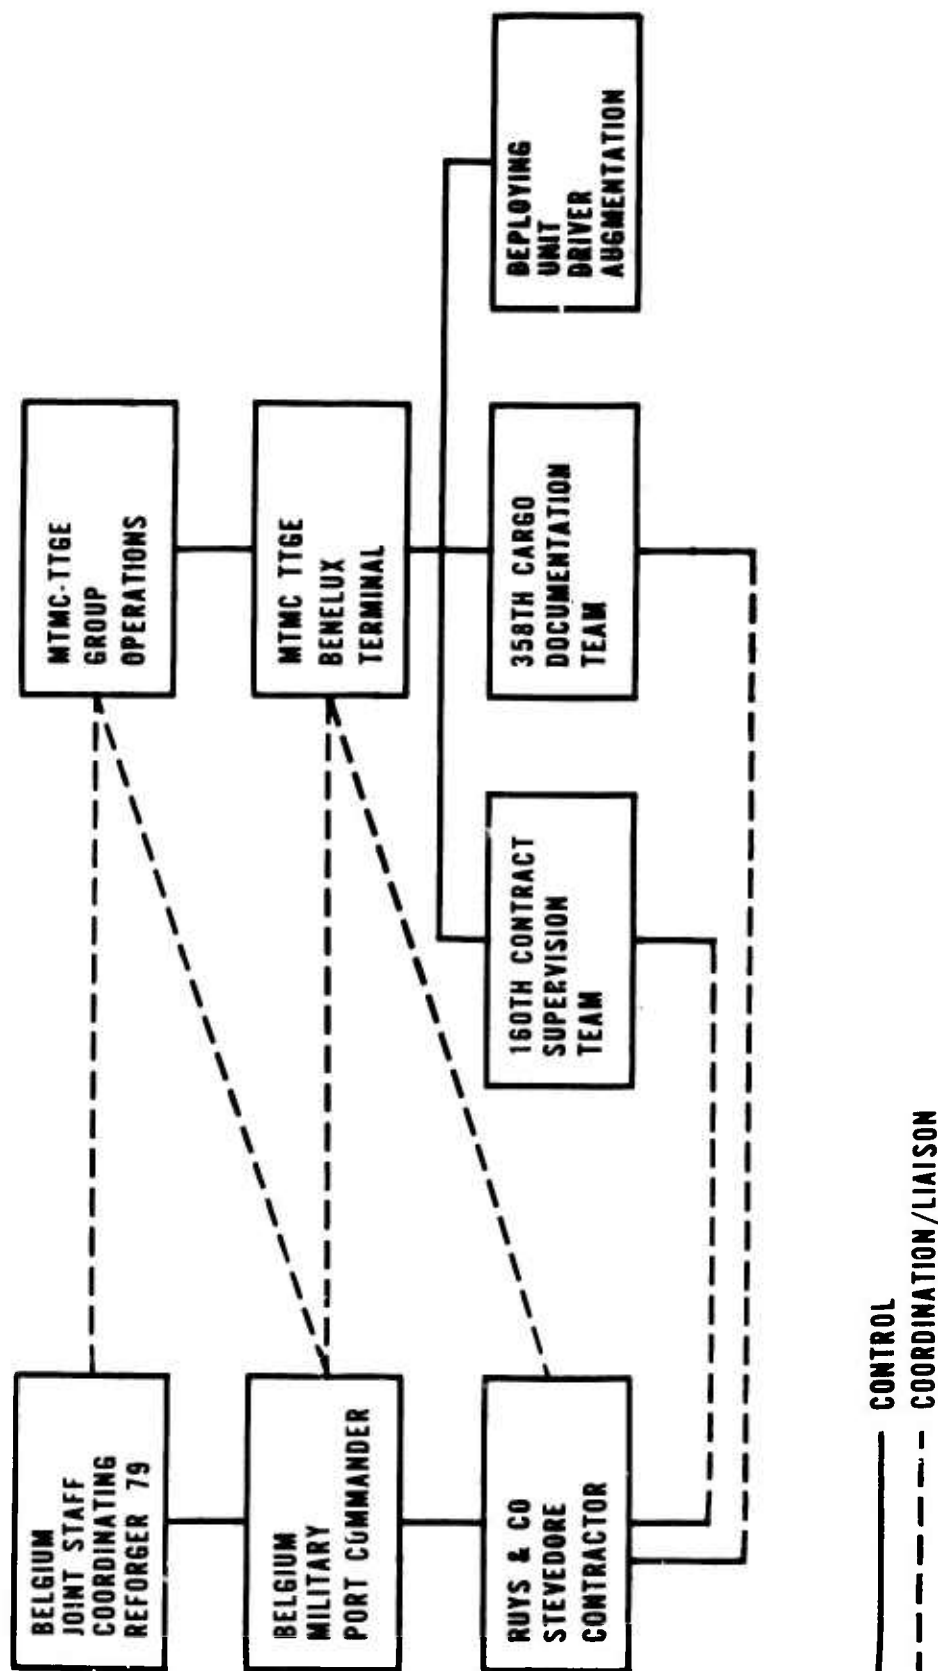 BELGIUM
JOINT STAFF
COORDINATING
REFORGER 79
MTMC-TTGE
GROUP
OPERATIONS
BELGIUM
MILITARY
PORT COMMANDER
MTMC TTGE
BENELUX
TERMINAL
RUYS & CO
STEVEDORE
CONTRACTOR
160TH CONTRACT
SUPERVISION
TEAM
358TH CARGO
DOCUMENTATION
TEAM
DEPLOYING
UNIT
DRIVER
AUGMENTATION
CONTROL
COORDINATION/LIAISON